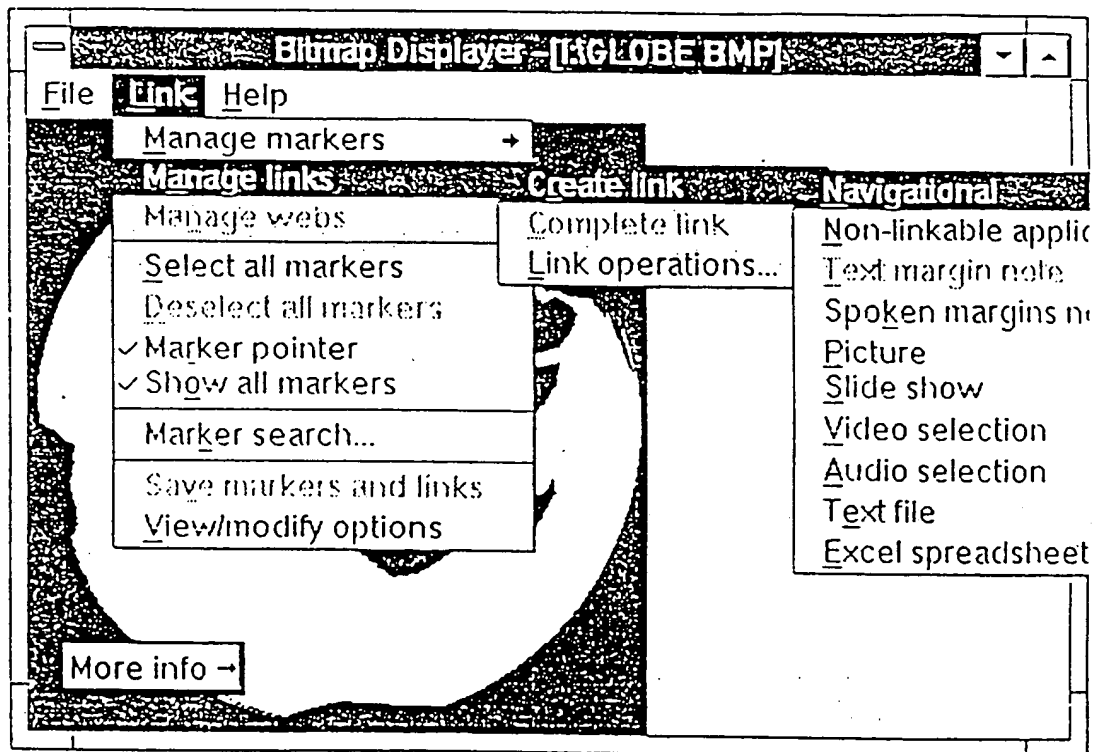 Bitmap Displayer -[I:\GLOBE.BMP]
File Link Help
Manage markers →
Manage links
Manage webs
Select all markers
Deselect all markers
✓ Marker pointer
✓ Show all markers
Marker search...
Save markers and links
View/modify options
Create link
Complete link
Link operations...
Navigational
Non-linkable applic
Text margin note
Spoken margins n
Picture
Slide show
Video selection
Audio selection
Text file
Excel spreadsheet
More info →